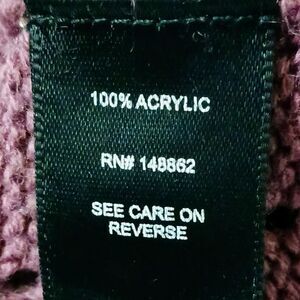 100% ACRYLIC
RN# 148862
SEE CARE ON
REVERSE